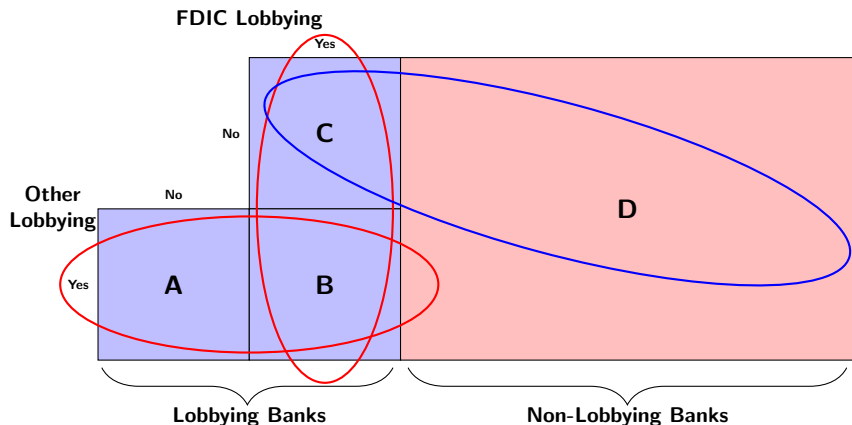 FDIC Lobbying
Yes
No
C
No
Other
Lobbying
D
Yes
A
B
Lobbying Banks
Non-Lobbying Banks